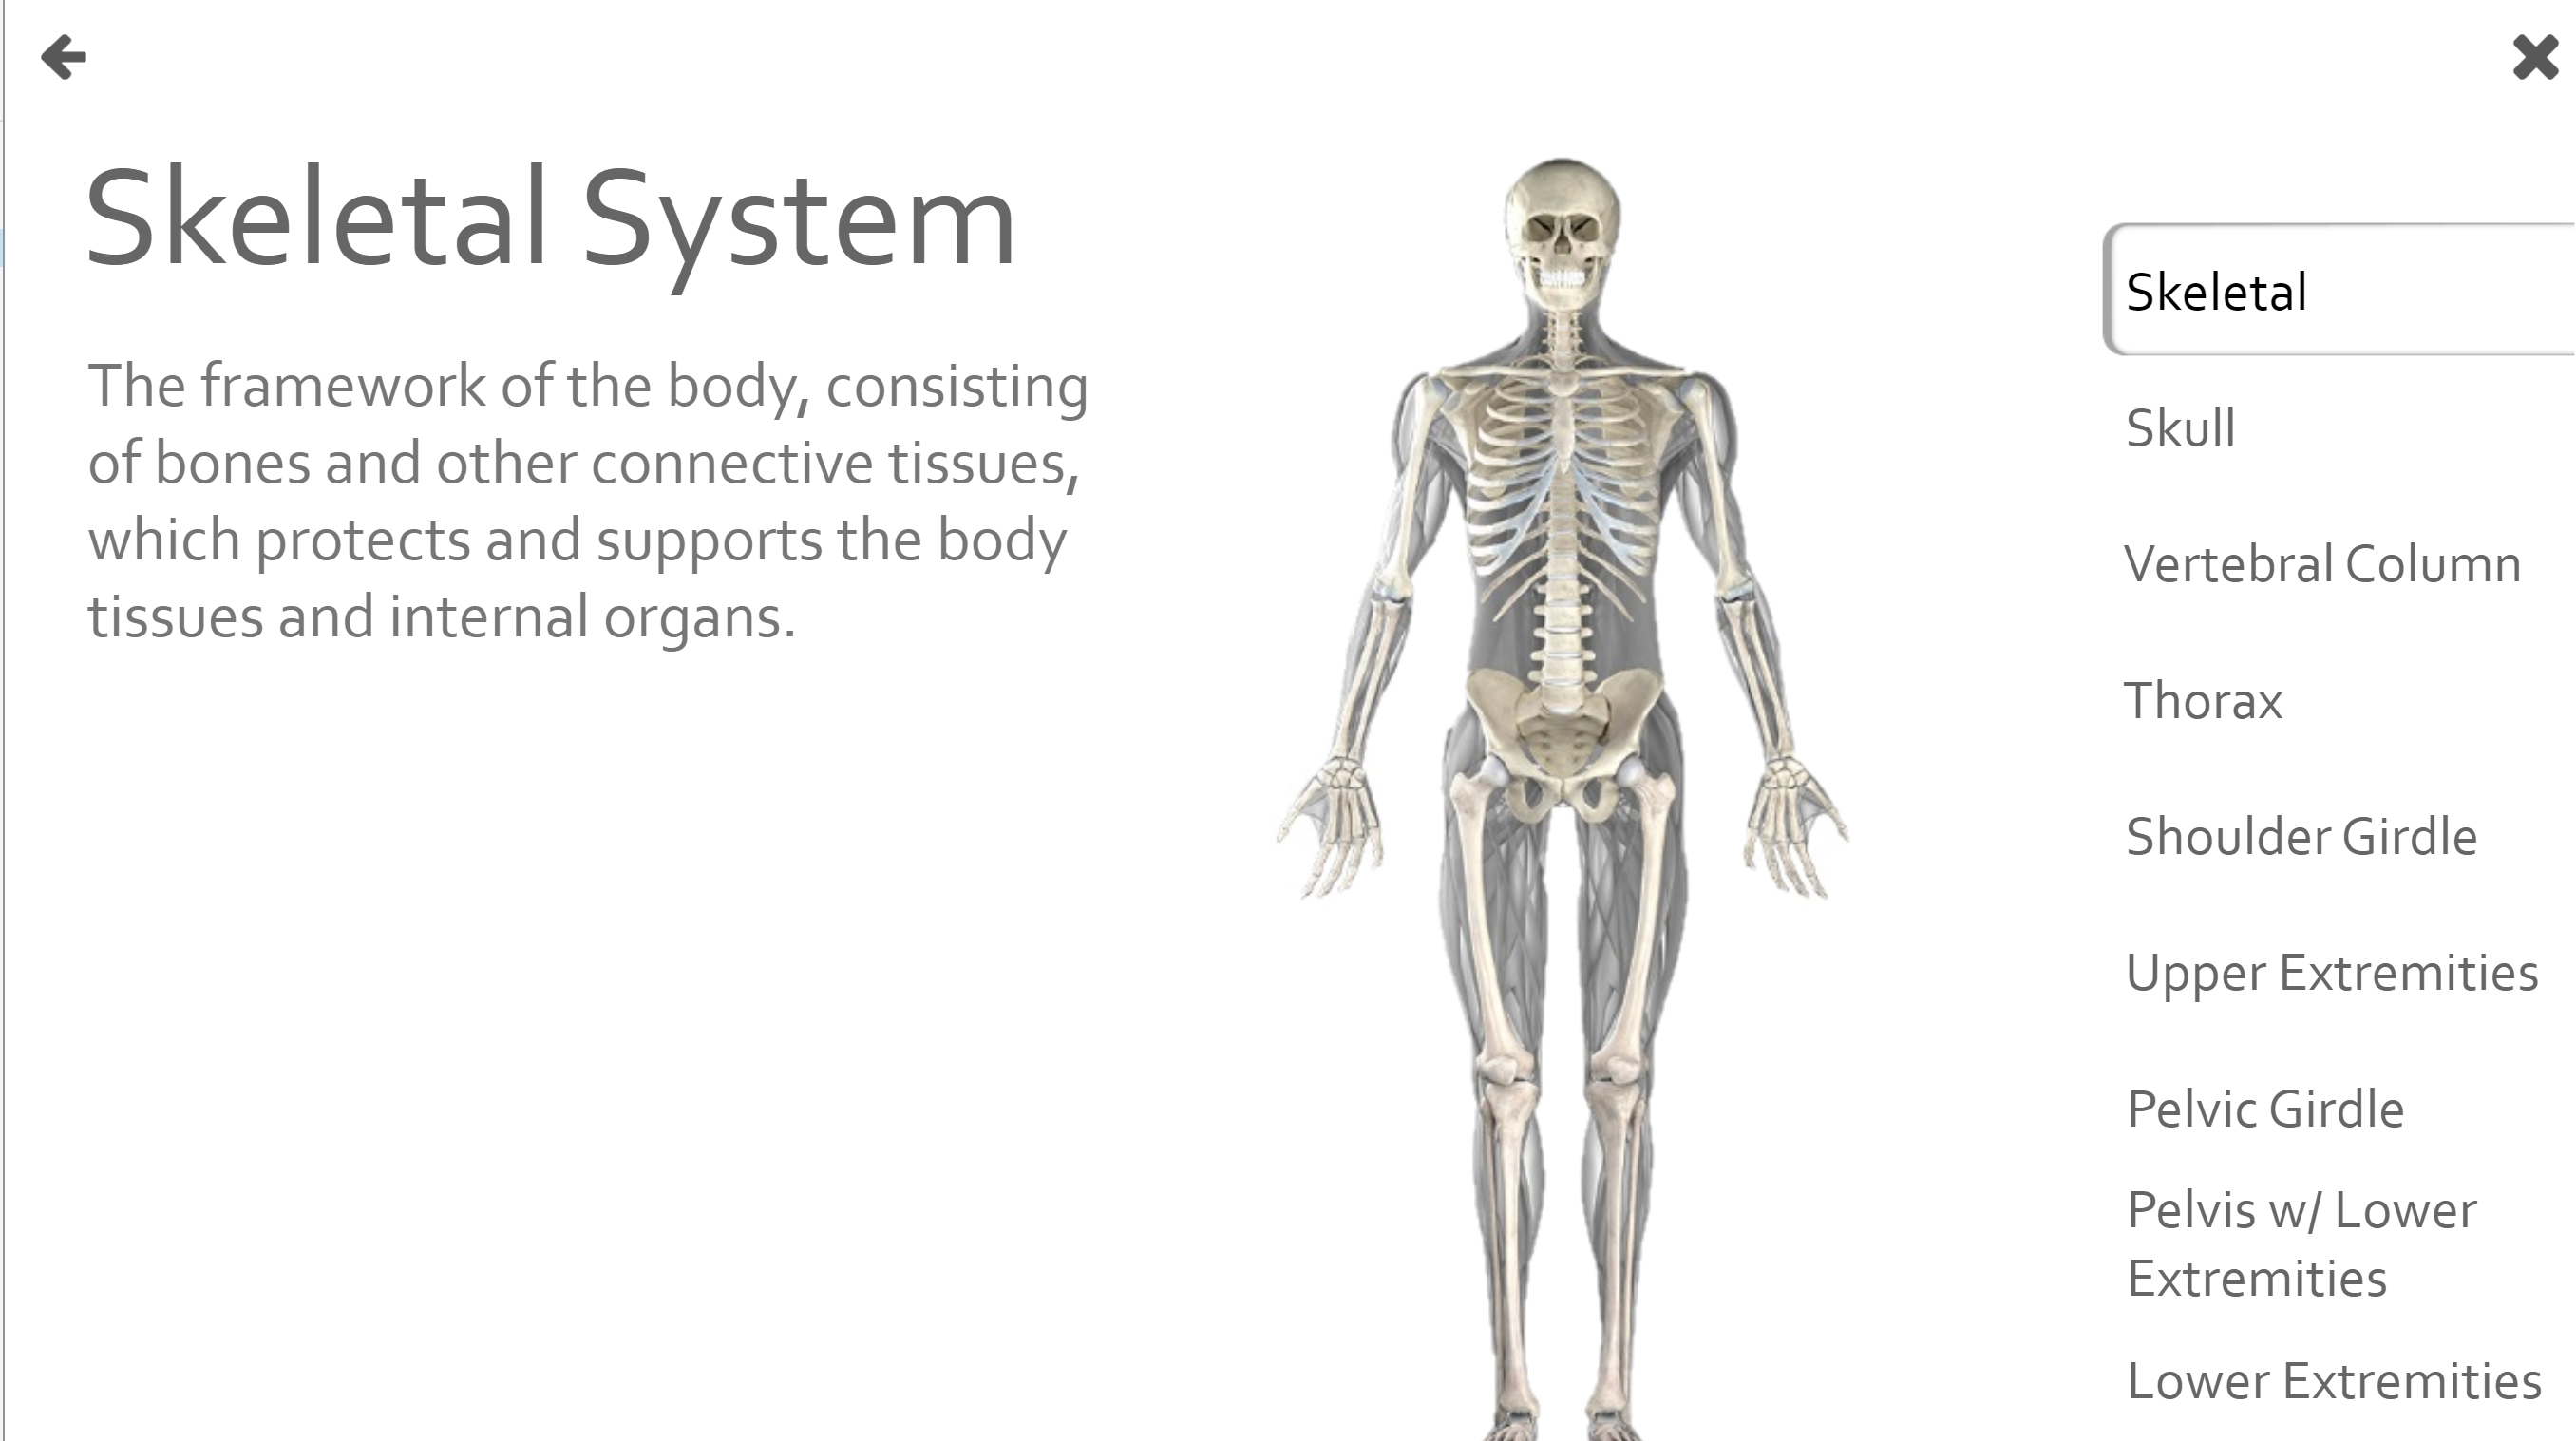 Skeletal System
The framework of the body, consisting
of bones and other connective tissues,
which protects and supports the body
tissues and internal organs.
Skeletal
Skull
Vertebral Column
Thorax
Shoulder Girdle
Upper Extremities
Pelvic Girdle
Pelvis w/ Lower
Extremities
Lower Extremities